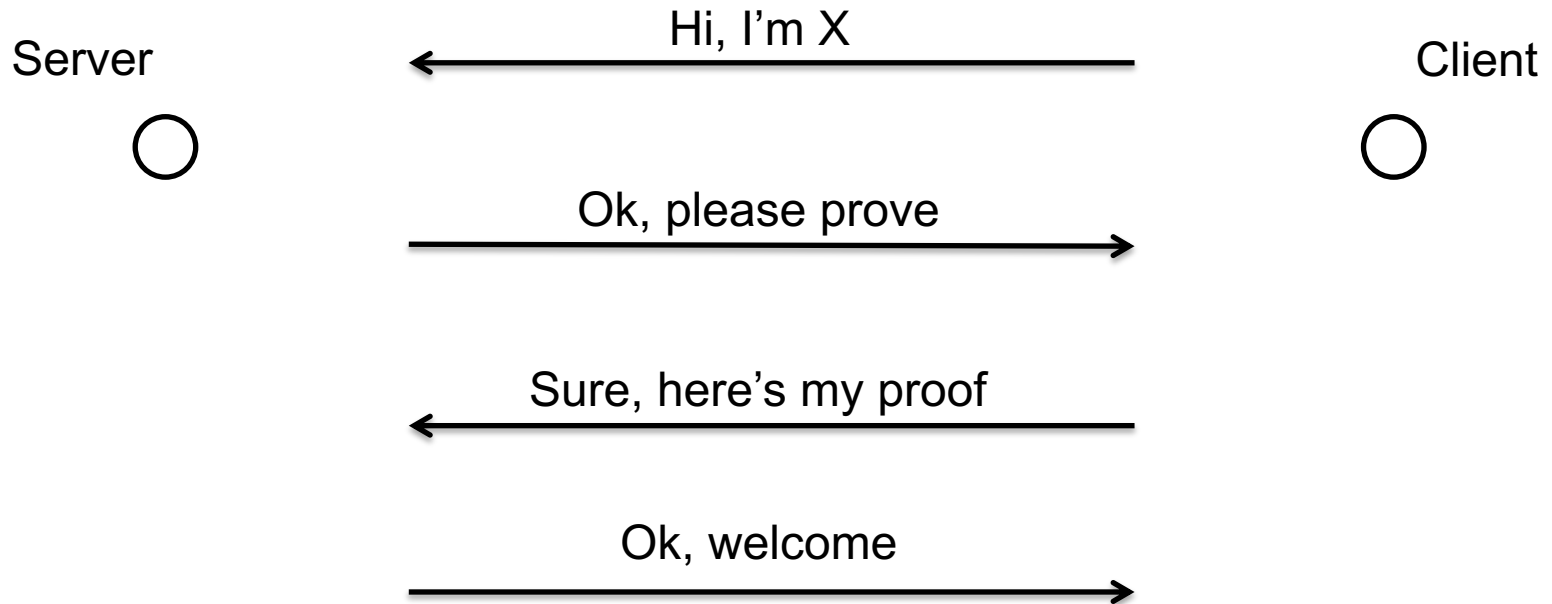 Hi, I’m X
Server
Client
Ok, please prove
Sure, here’s my proof
Ok, welcome